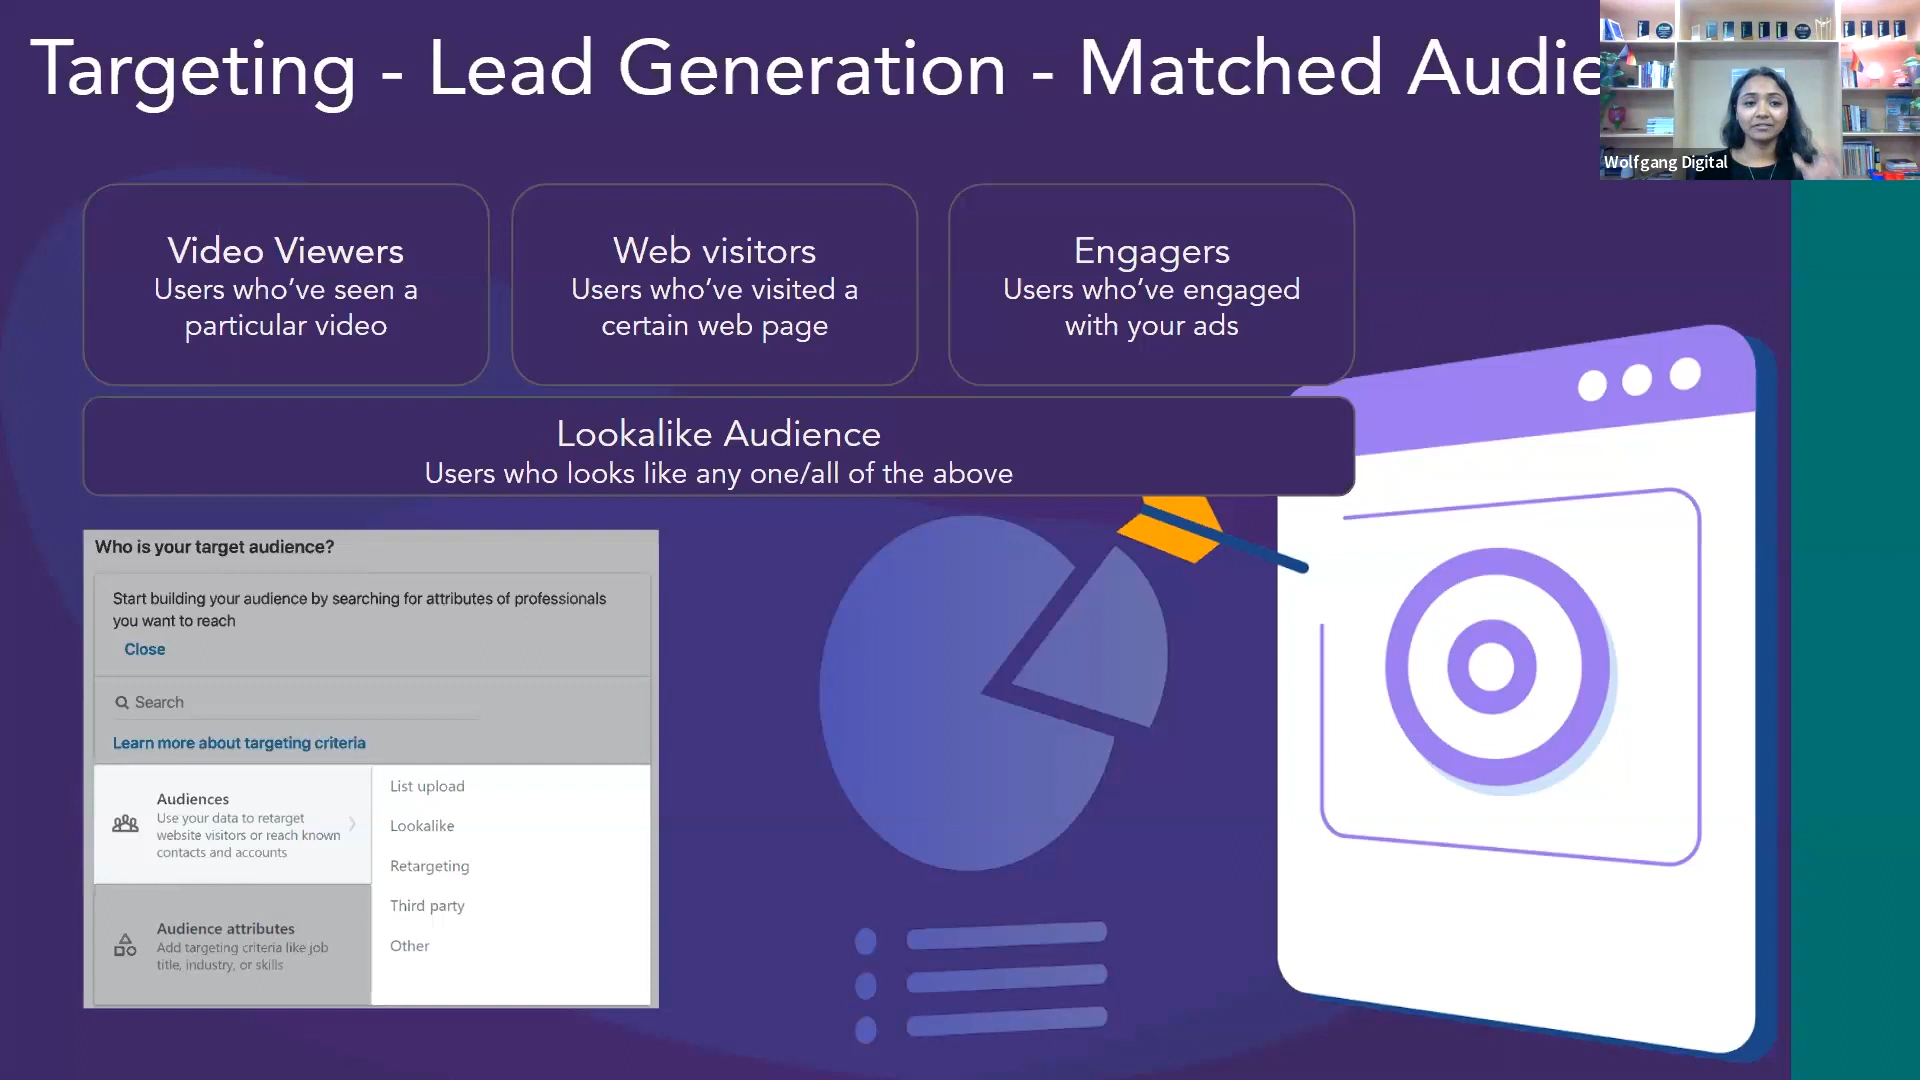 Targeting - Lead Generation - Matched Audie
Wolfgang Digital
Video Viewers
Users who've seen a
particular video
Web visitors
Users who've visited a
certain web page
Engagers
Users who've engaged
with your ads
Lookalike Audience
Users who looks like any one/all of the above
Who is your target audience?
Start building your audience by searching for attributes of professionals
you want to reach
Close
Search
Learn more about targeting criteria
Audiences
Use your data to retarget
website visitors or reach known
contacts and accounts
List upload
Lookalike
Retargeting
Third party
Other
Audience attributes
Add targeting criteria like job
title, industry, or skills